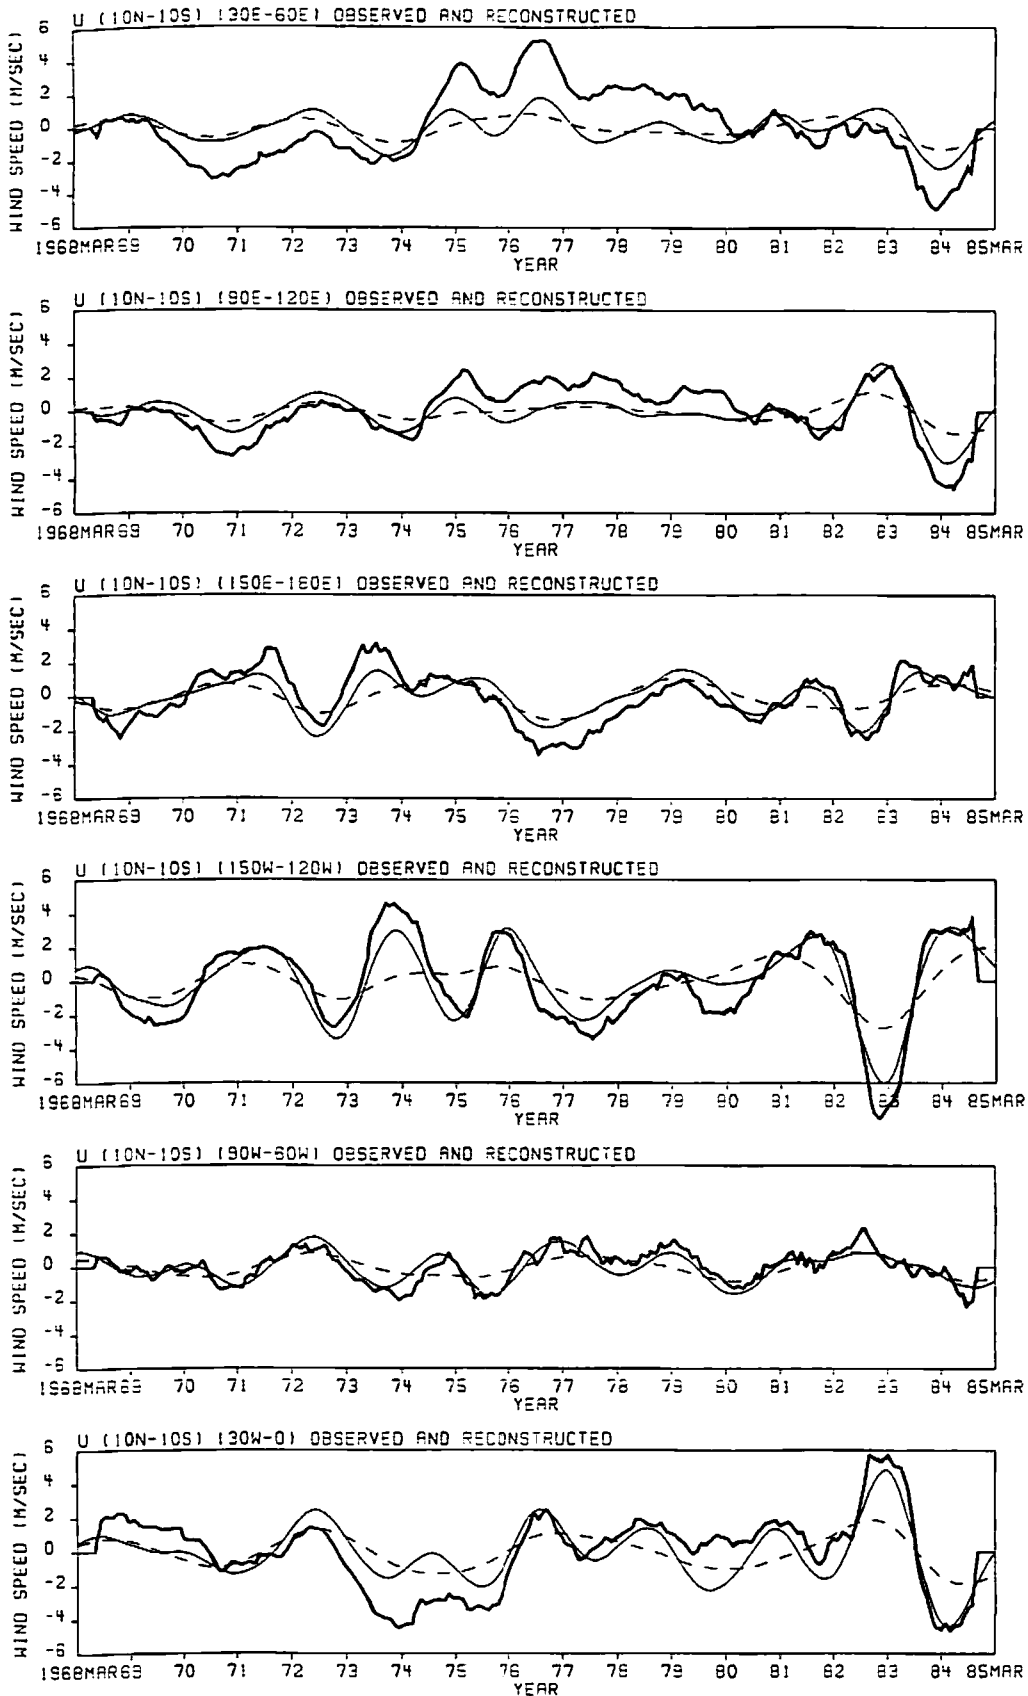 U (10N-10S) (30E-60E) OBSERVED AND RECONSTRUCTED
WIND SPEED (M/SEC)
6
4
2
0
-2
-4
-6
1968MAR69 70 71 72 73 74 75 76 77 78 79 80 81 82 83 84 85MAR
YEAR
U (10N-10S) (90E-120E) OBSERVED AND RECONSTRUCTED
WIND SPEED (M/SEC)
6
4
2
0
-2
-4
-6
1968MAR69 70 71 72 73 74 75 76 77 78 79 80 81 82 83 84 85MAR
YEAR
U (10N-10S) (150E-180E) OBSERVED AND RECONSTRUCTED
WIND SPEED (M/SEC)
6
4
2
0
-2
-4
-6
1968MAR69 70 71 72 73 74 75 76 77 78 79 80 81 82 83 84 85MAR
YEAR
U (10N-10S) (150W-120W) OBSERVED AND RECONSTRUCTED
WIND SPEED (M/SEC)
6
4
2
0
-2
-4
-6
1968MAR69 70 71 72 73 74 75 76 77 78 79 80 81 82 83 84 85MAR
YEAR
U (10N-10S) (90W-60W) OBSERVED AND RECONSTRUCTED
WIND SPEED (M/SEC)
6
4
2
0
-2
-4
-6
1968MAR69 70 71 72 73 74 75 76 77 78 79 80 81 82 83 84 85MAR
YEAR
U (10N-10S) (30W-0) OBSERVED AND RECONSTRUCTED
WIND SPEED (M/SEC)
6
4
2
0
-2
-4
-6
1968MAR69 70 71 72 73 74 75 76 77 78 79 80 81 82 83 84 85MAR
YEAR